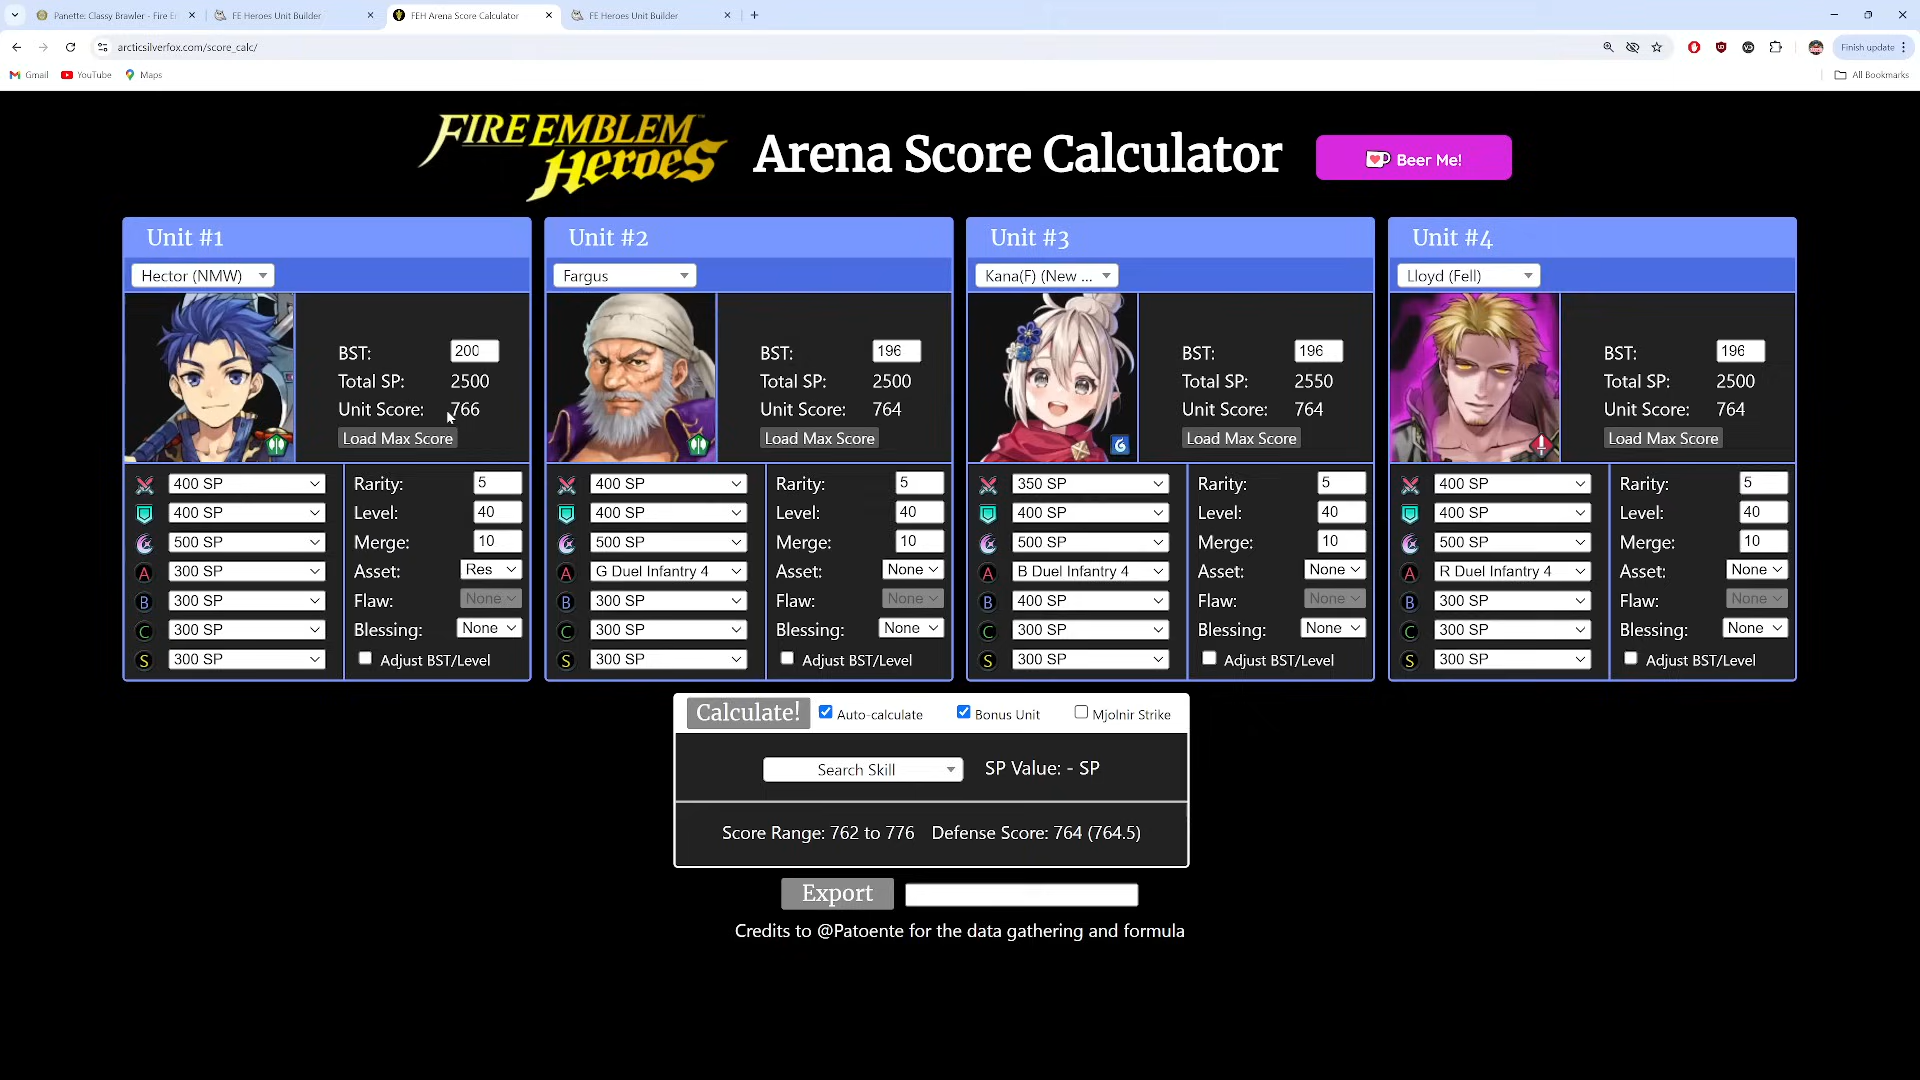 Panette: Classy Brawler - Fire E
FE Heroes Unit Builder
FEH Arena Score Calculator
FE Heroes Unit Builder
arcticsilverfox.com/score_calc/
Finish update
Gmail
YouTube
Maps
All Bookmarks
FIRE EMBLEM Heroes
Arena Score Calculator
Beer Me!
Unit #1
Hector (NMW)
BST: 200
Total SP: 2500
Unit Score: 766
Load Max Score
400 SP
400 SP
500 SP
A 300 SP
B 300 SP
C 300 SP
S 300 SP
Rarity: 5
Level: 40
Merge: 10
Asset: Res
Flaw: None
Blessing: None
Adjust BST/Level
Unit #2
Fargus
BST: 196
Total SP: 2500
Unit Score: 764
Load Max Score
400 SP
400 SP
500 SP
A G Duel Infantry 4
B 300 SP
C 300 SP
S 300 SP
Rarity: 5
Level: 40
Merge: 10
Asset: None
Flaw: None
Blessing: None
Adjust BST/Level
Unit #3
Kana(F) (New ...
BST: 196
Total SP: 2550
Unit Score: 764
Load Max Score
350 SP
400 SP
500 SP
A B Duel Infantry 4
B 400 SP
C 300 SP
S 300 SP
Rarity: 5
Level: 40
Merge: 10
Asset: None
Flaw: None
Blessing: None
Adjust BST/Level
Unit #4
Lloyd (Fell)
BST: 196
Total SP: 2500
Unit Score: 764
Load Max Score
400 SP
400 SP
500 SP
A R Duel Infantry 4
B 300 SP
C 300 SP
S 300 SP
Rarity: 5
Level: 40
Merge: 10
Asset: None
Flaw: None
Blessing: None
Adjust BST/Level
Calculate! Auto-calculate Bonus Unit Mjolnir Strike
Search Skill SP Value: - SP
Score Range: 762 to 776 Defense Score: 764 (764.5)
Export
Credits to @Patoente for the data gathering and formula